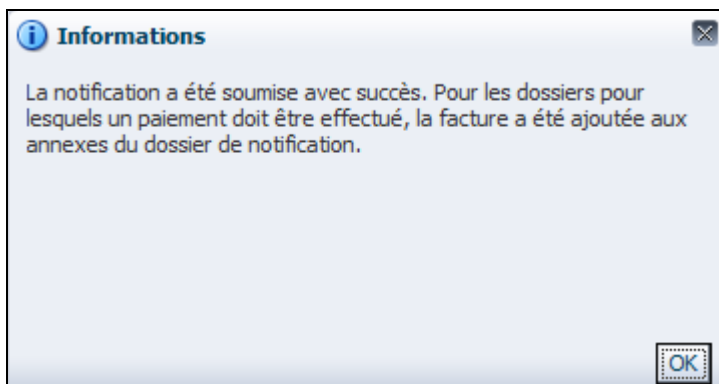 Informations
La notification a été soumise avec succès. Pour les dossiers pour
lesquels un paiement doit être effectué, la facture a été ajoutée aux
annexes du dossier de notification.
OK